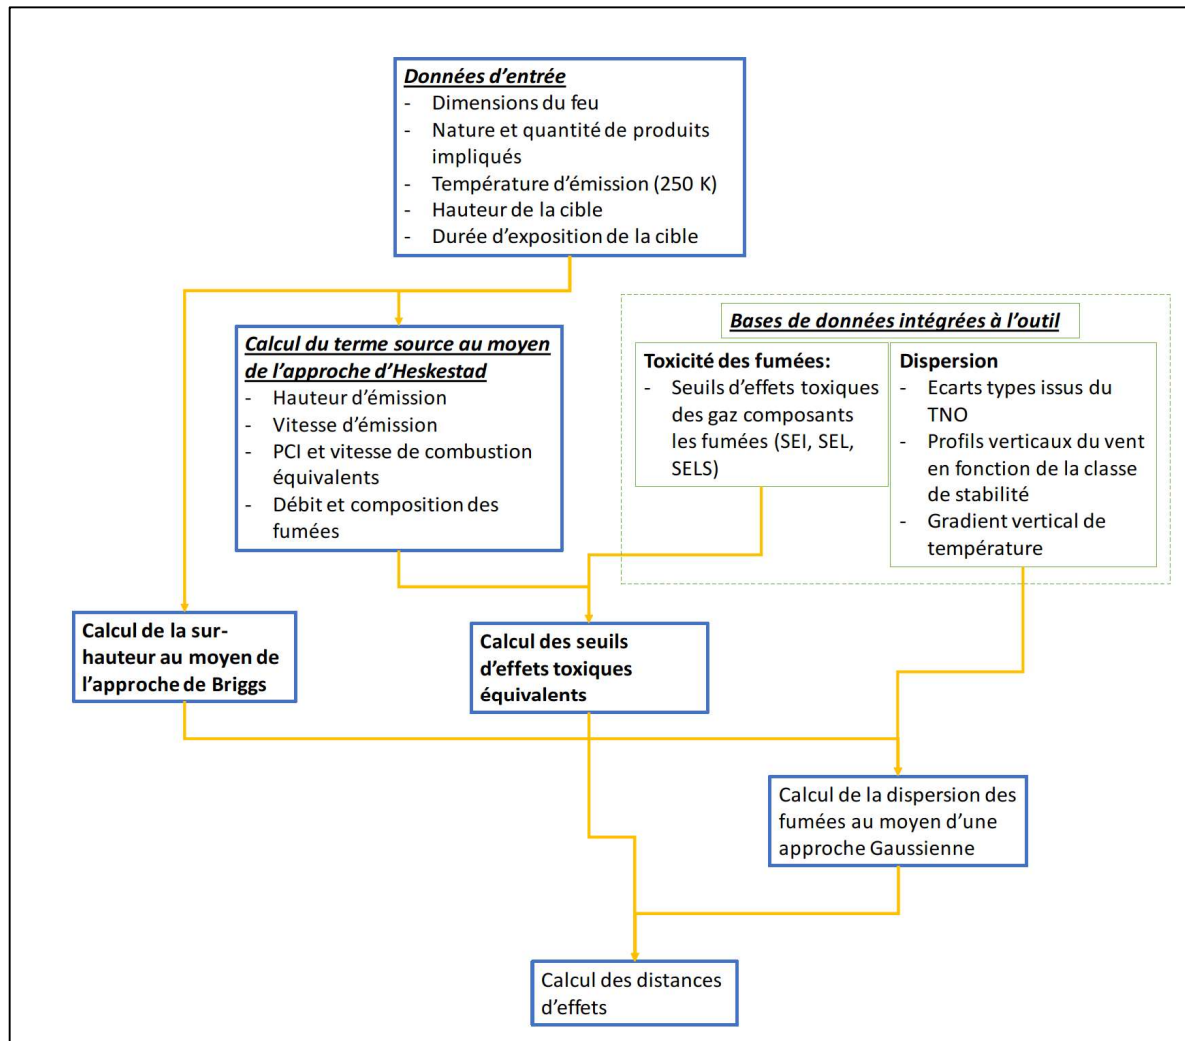 Données d'entrée
- Dimensions du feu
- Nature et quantité de produits
impliqués
- Température d'émission (250 K)
- Hauteur de la cible
- Durée d'exposition de la cible
Calcul du terme source au moyen
de l'approche d'Heskestad
- Hauteur d'émission
- Vitesse d'émission
- PCI et vitesse de combustion
équivalents
- Débit et composition des
fumées
Bases de données intégrées à l'outil
Toxicité des fumées:
- Seuils d'effets toxiques
des gaz composants
les fumées (SEI, SEL,
SELS)
Dispersion
- Ecarts types issus du
TNO
- Profils verticaux du vent
en fonction de la classe
de stabilité
- Gradient vertical de
température
Calcul de la sur-
hauteur au moyen de
l'approche de Briggs
Calcul des seuils
d'effets toxiques
équivalents
Calcul de la dispersion des
fumées au moyen d'une
approche Gaussienne
Calcul des distances
d'effets